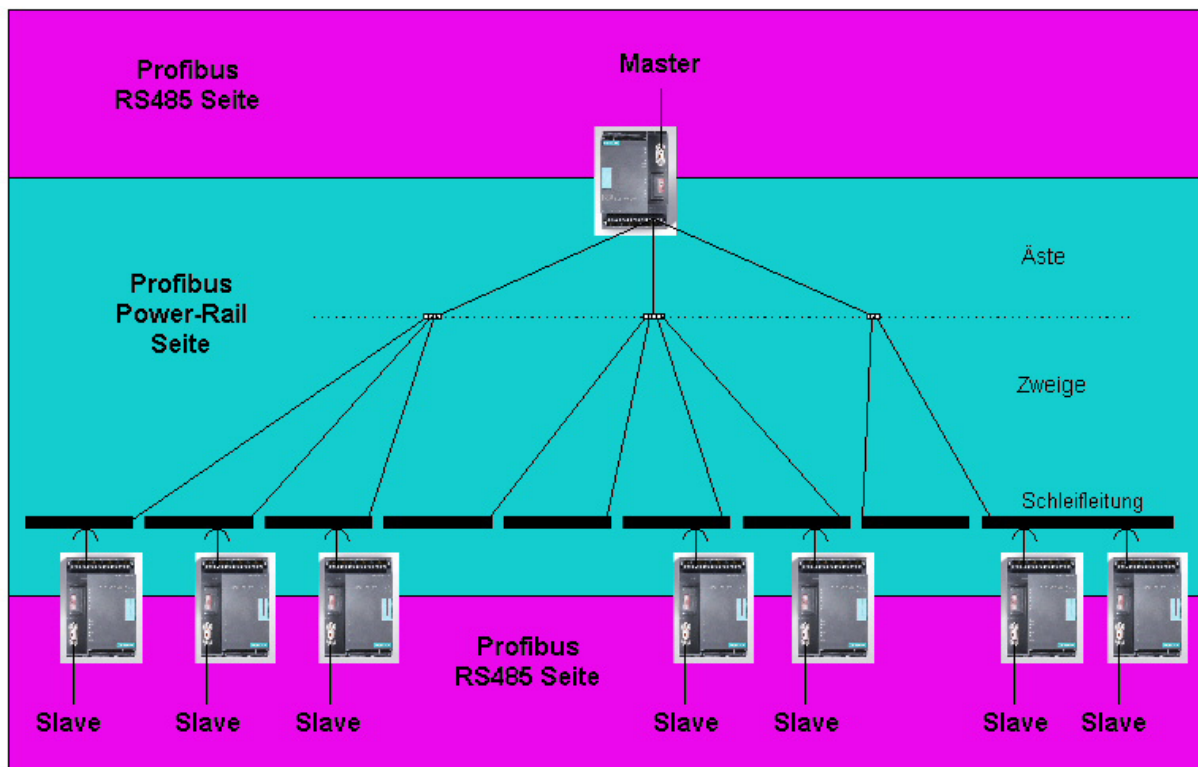 Profibus
RS485 Seite
Master
Äste
Profibus
Power-Rail
Seite
Zweige
Schleifleitung
Profibus
RS485 Seite
Slave
Slave
Slave
Slave
Slave
Slave
Slave